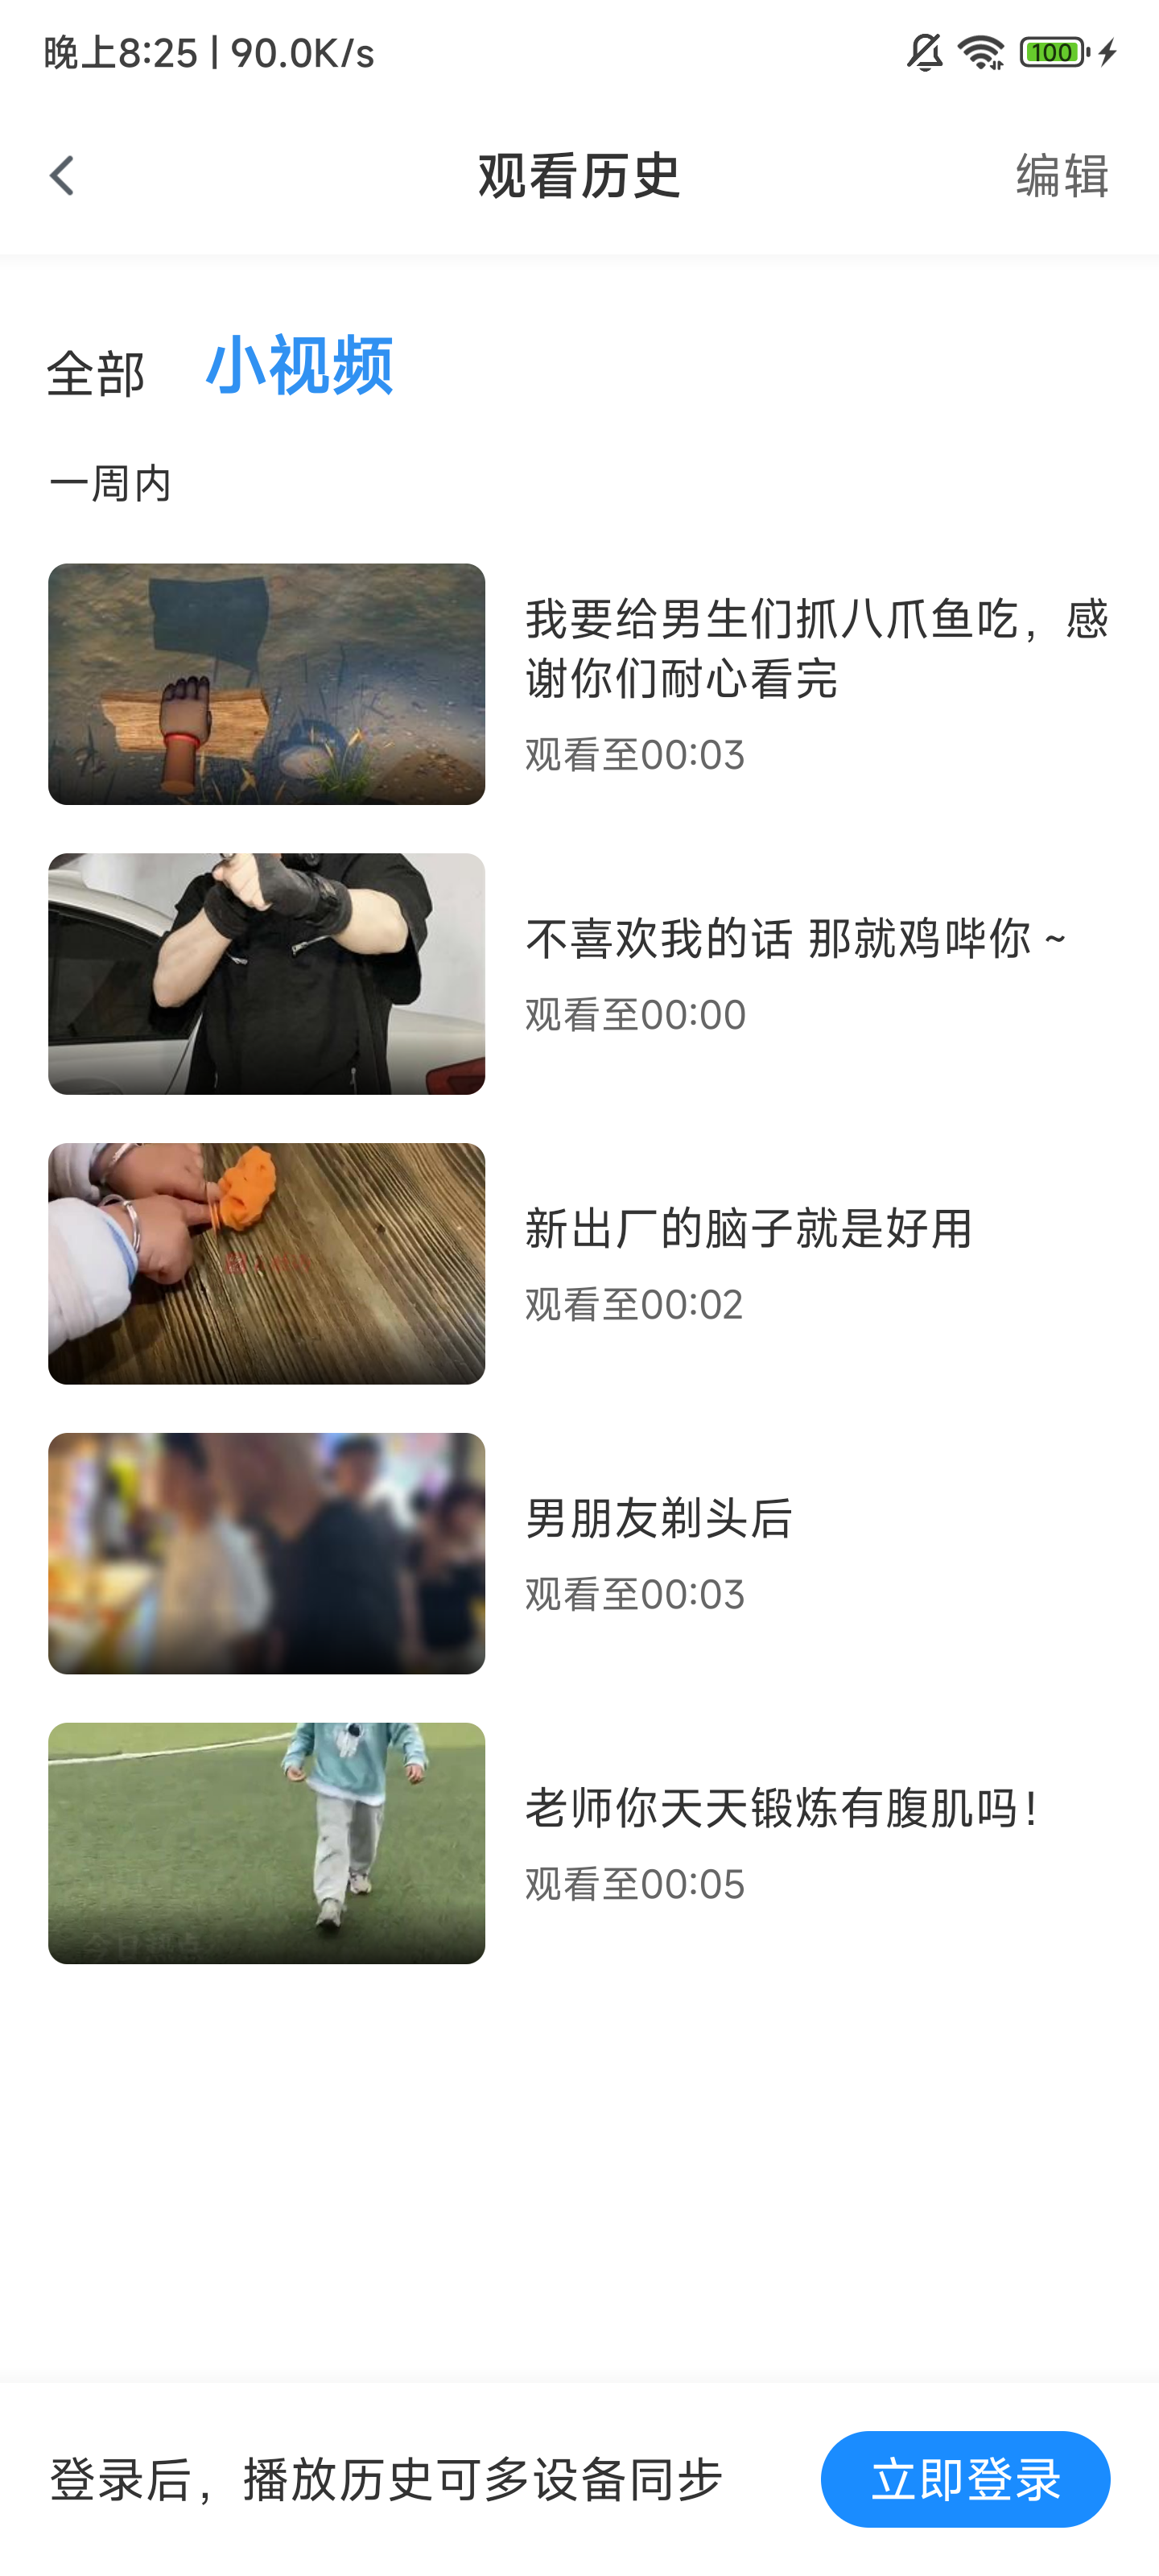 晚上8:25 | 90.0K/s
100
观看历史
编辑
全部
小视频
一周内
我要给男生们抓八爪鱼吃，感
谢你们耐心看完
观看至00:03
不喜欢我的话 那就鸡哔你 ~
观看至00:00
新出厂的脑子就是好用
观看至00:02
男朋友剃头后
观看至00:03
老师你天天锻炼有腹肌吗！
观看至00:05
今日热点
登录后，播放历史可多设备同步
立即登录